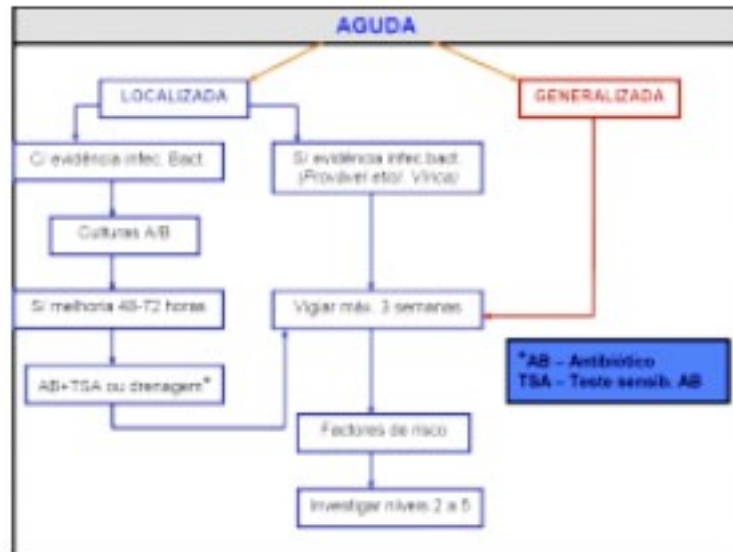 AGUDA
LOCALIZADA
GENERALIZADA
C/ evidência infec. Bact.
S/ evidência infec.bact.
(Provável etiol. Vírica)
Culturas A/B
S/ melhoria 48-72 horas
Vigiar máx. 3 semanas
*AB – Antibiótico
TSA – Teste sensib. AB
AB+TSA ou drenagem*
Factores de risco
Investigar níveis 2 a 5